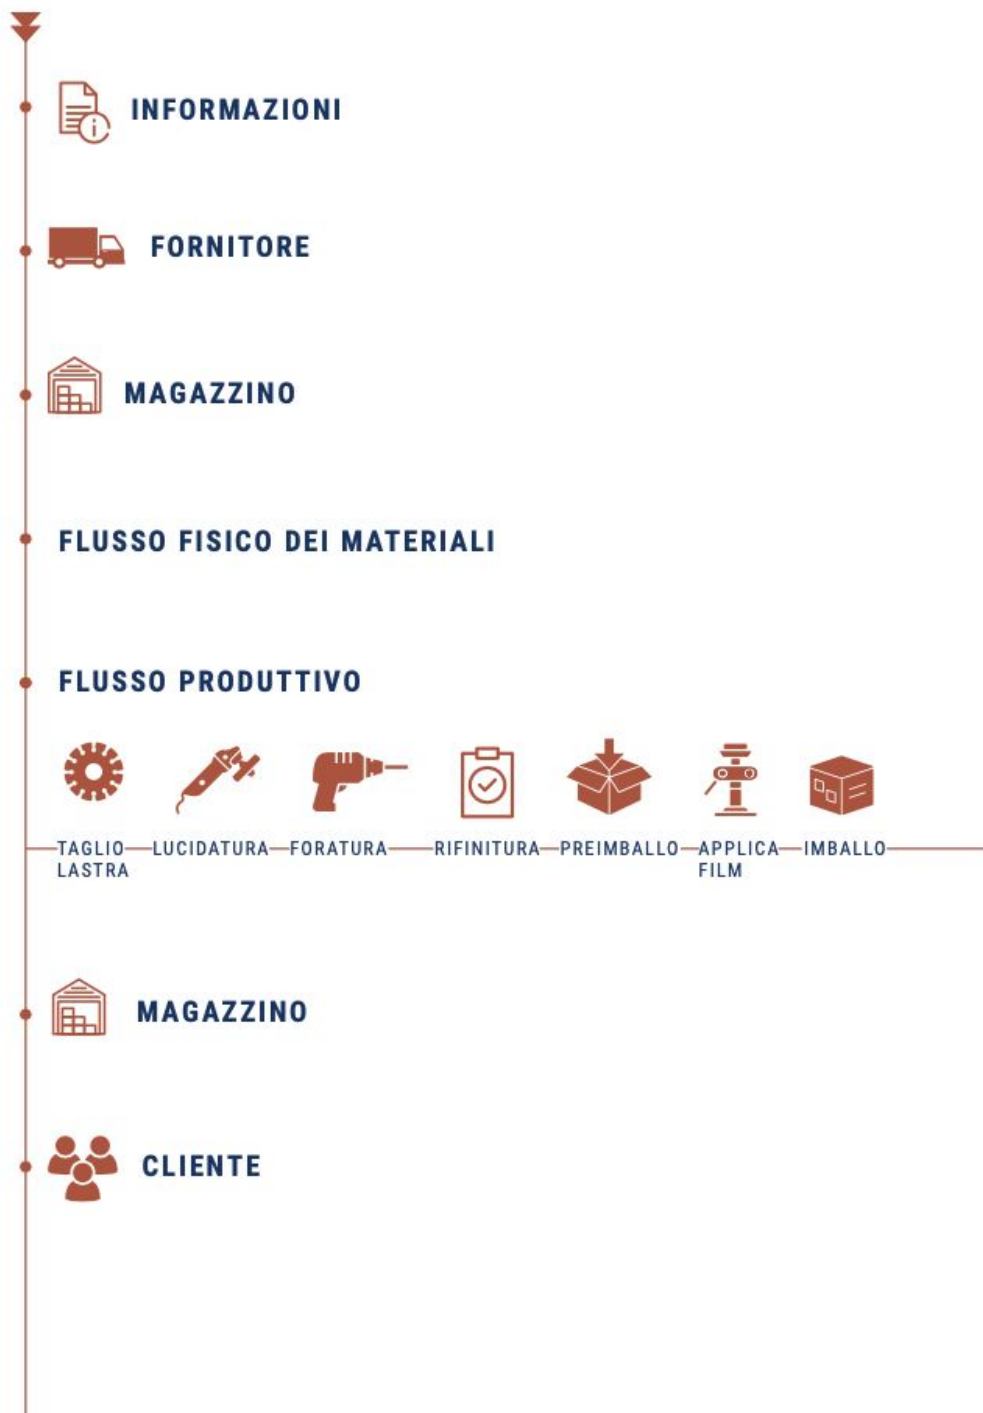 INFORMAZIONI
FORNITORE
MAGAZZINO
FLUSSO FISICO DEI MATERIALI
FLUSSO PRODUTTIVO
TAGLIO LUCIDATURA FORATURA RIFINITURA PREIMBALLO APPLICA IMBALLO
LASTRA FILM
MAGAZZINO
CLIENTE